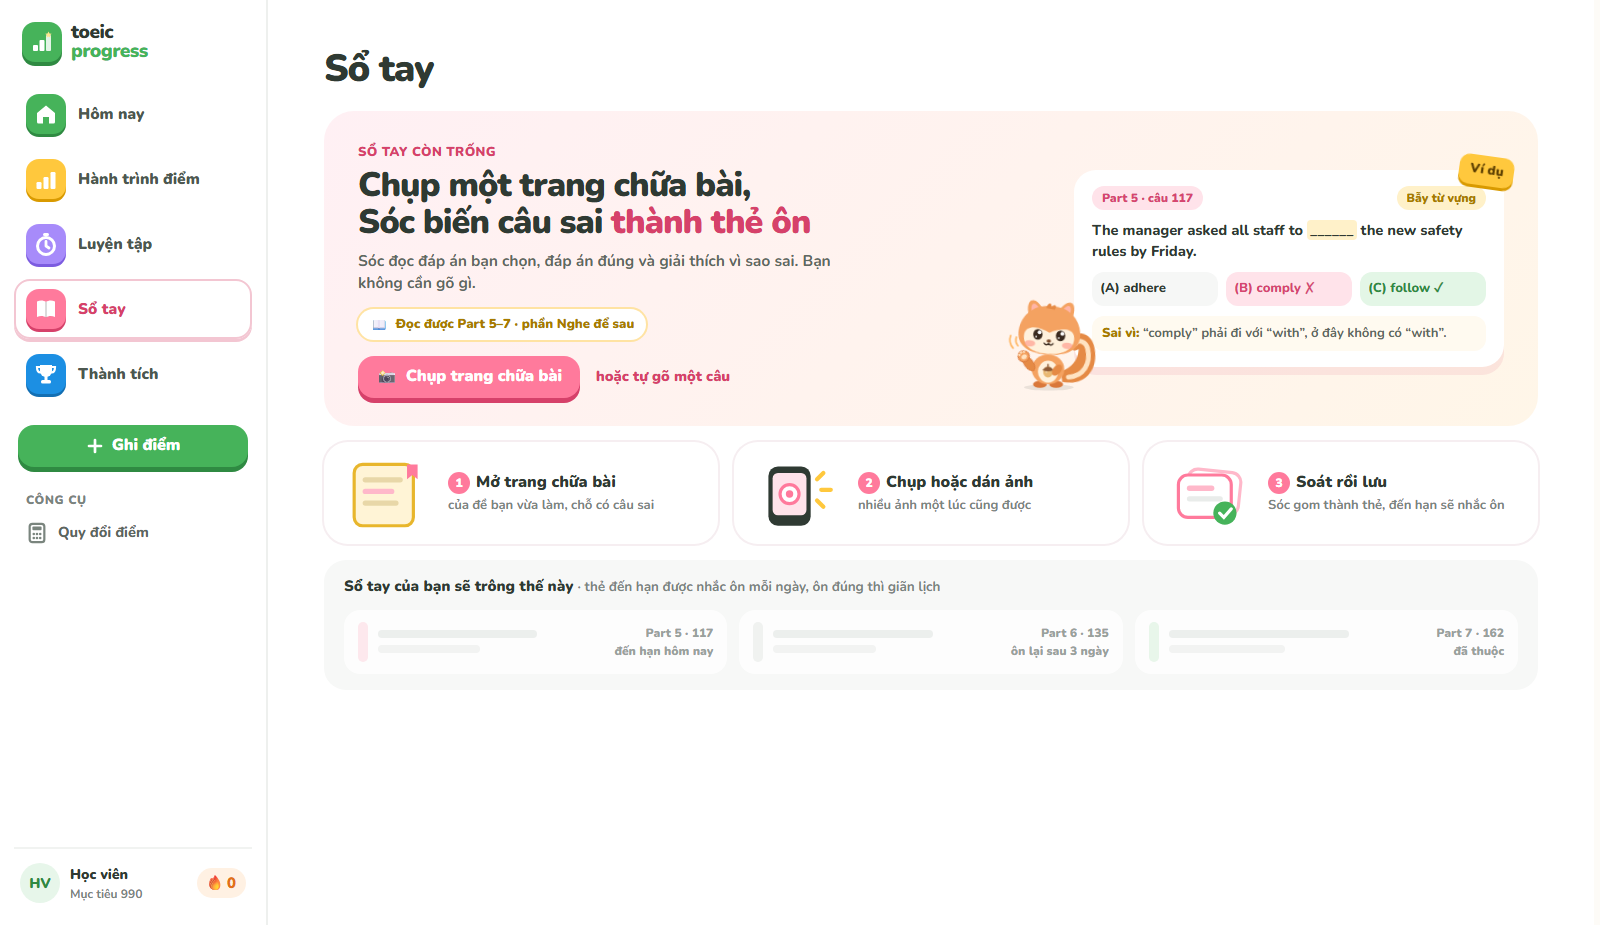 toeic
progress
Hôm nay
Hành trình điểm
Luyện tập
Sổ tay
Thành tích
+ Ghi điểm
CÔNG CỤ
Quy đổi điểm
HV
Học viên
Mục tiêu 990
0
Sổ tay
SỔ TAY CÒN TRỐNG
Chụp một trang chữa bài,
Sóc biến câu sai thành thẻ ôn
Sóc đọc đáp án bạn chọn, đáp án đúng và giải thích vì sao sai. Bạn
không cần gõ gì.
Đọc được Part 5–7 · phần Nghe để sau
Chụp trang chữa bài
hoặc tự gõ một câu
Ví dụ
Part 5 · câu 117
Bẫy từ vựng
The manager asked all staff to ______ the new safety
rules by Friday.
(A) adhere
(B) comply ✗
(C) follow ✓
Sai vì: “comply” phải đi với “with”, ở đây không có “with”.
1 Mở trang chữa bài
của đề bạn vừa làm, chỗ có câu sai
2 Chụp hoặc dán ảnh
nhiều ảnh một lúc cũng được
3 Soát rồi lưu
Sóc gom thành thẻ, đến hạn sẽ nhắc ôn
Sổ tay của bạn sẽ trông thế này · thẻ đến hạn được nhắc ôn mỗi ngày, ôn đúng thì giãn lịch
Part 5 · 117
đến hạn hôm nay
Part 6 · 135
ôn lại sau 3 ngày
Part 7 · 162
đã thuộc